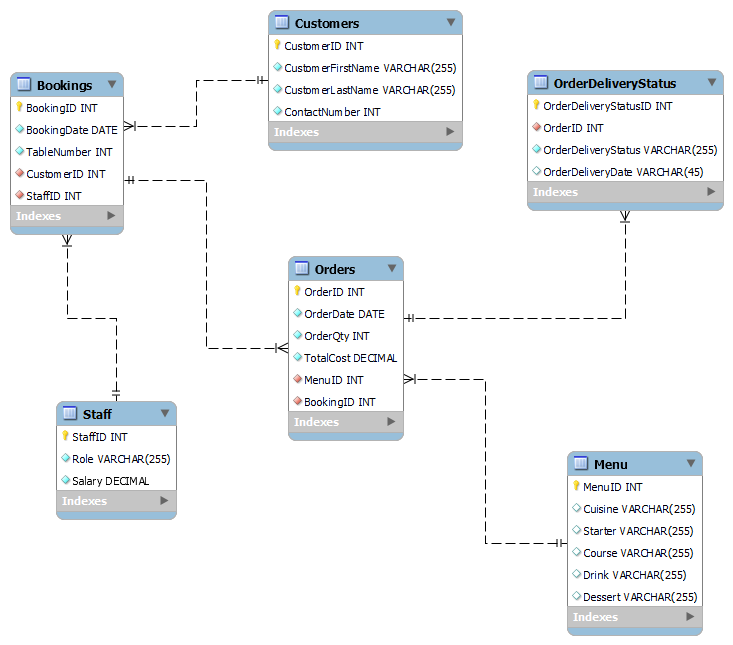 Customers
CustomerID INT
CustomerFirstName VARCHAR(255)
CustomerLastName VARCHAR(255)
ContactNumber INT
Indexes
Bookings
BookingID INT
BookingDate DATE
TableNumber INT
CustomerID INT
StaffID INT
Indexes
OrderDeliveryStatus
OrderDeliveryStatusID INT
OrderID INT
OrderDeliveryStatus VARCHAR(255)
OrderDeliveryDate VARCHAR(45)
Indexes
Orders
OrderID INT
OrderDate DATE
OrderQty INT
TotalCost DECIMAL
MenuID INT
BookingID INT
Indexes
Staff
StaffID INT
Role VARCHAR(255)
Salary DECIMAL
Indexes
Menu
MenuID INT
Cuisine VARCHAR(255)
Starter VARCHAR(255)
Course VARCHAR(255)
Drink VARCHAR(255)
Dessert VARCHAR(255)
Indexes